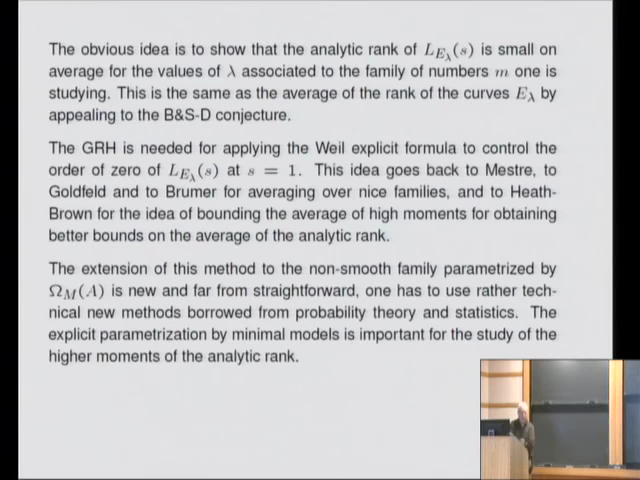 The obvious idea is to show that the analytic rank of L_{E_λ}(s) is small on
average for the values of λ associated to the family of numbers m one is
studying. This is the same as the average of the rank of the curves E_λ by
appealing to the B&S-D conjecture.
The GRH is needed for applying the Weil explicit formula to control the
order of zero of L_{E_λ}(s) at s = 1. This idea goes back to Mestre, to
Goldfeld and to Brumer for averaging over nice families, and to Heath-
Brown for the idea of bounding the average of high moments for obtaining
better bounds on the average of the analytic rank.
The extension of this method to the non-smooth family parametrized by
Ω_M(A) is new and far from straightforward, one has to use rather tech-
nical new methods borrowed from probability theory and statistics. The
explicit parametrization by minimal models is important for the study of the
higher moments of the analytic rank.